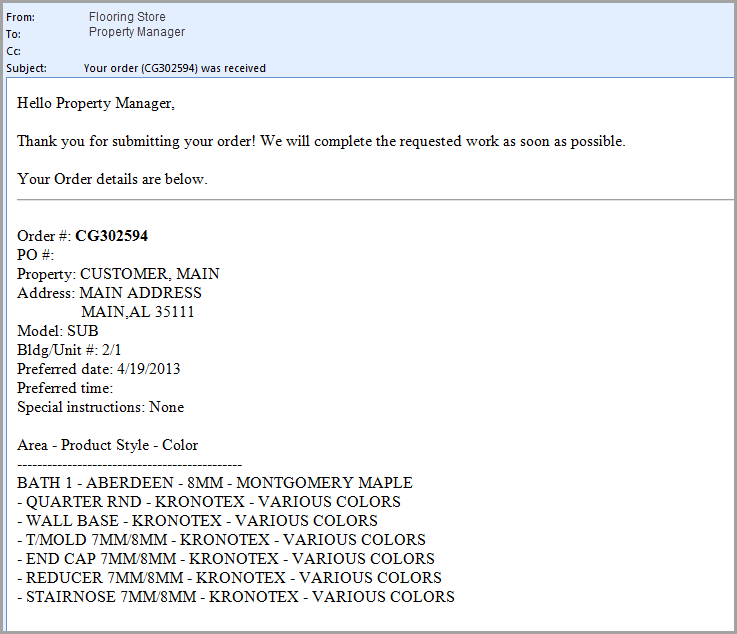 From: Flooring Store
To: Property Manager
Cc:
Subject: Your order (CG302594) was received
Hello Property Manager,
Thank you for submitting your order! We will complete the requested work as soon as possible.
Your Order details are below.
Order #: CG302594
PO #:
Property: CUSTOMER, MAIN
Address: MAIN ADDRESS
MAIN,AL 35111
Model: SUB
Bldg/Unit #: 2/1
Preferred date: 4/19/2013
Preferred time:
Special instructions: None
Area - Product Style - Color
---------------------------------------------
BATH 1 - ABERDEEN - 8MM - MONTGOMERY MAPLE
- QUARTER RND - KRONOTEX - VARIOUS COLORS
- WALL BASE - KRONOTEX - VARIOUS COLORS
- T/MOLD 7MM/8MM - KRONOTEX - VARIOUS COLORS
- END CAP 7MM/8MM - KRONOTEX - VARIOUS COLORS
- REDUCER 7MM/8MM - KRONOTEX - VARIOUS COLORS
- STAIRNOSE 7MM/8MM - KRONOTEX - VARIOUS COLORS